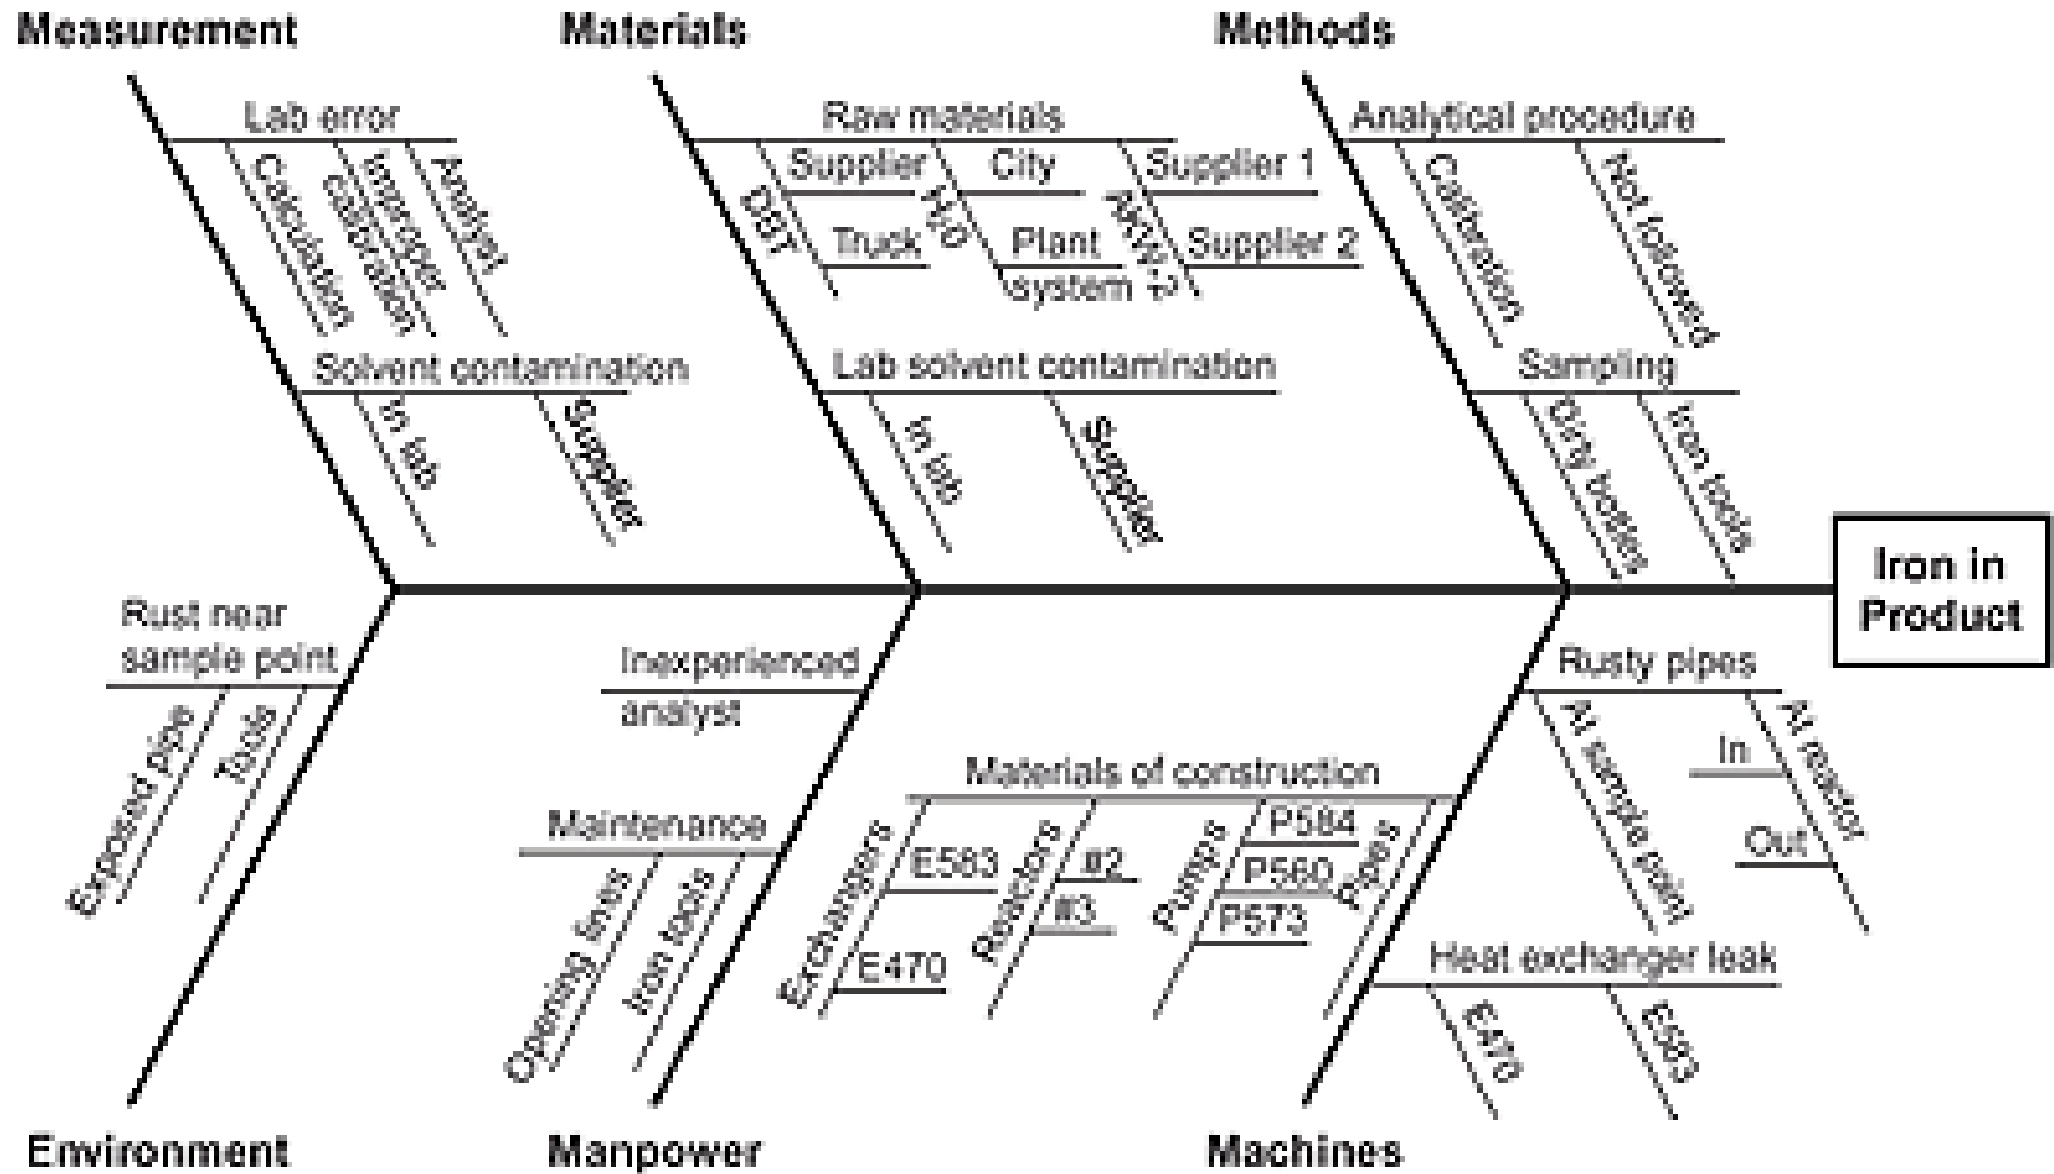 Measurement
Materials
Methods
Lab error
Calculation
Improper
calibration
Analyst
Solvent contamination
In lab
Supplier
Raw materials
DBT
Supplier
Truck
H₂O
City
Plant
system
Supplier 1
Supplier 2
Lab solvent contamination
In lab
Supplier
Analytical procedure
Calibration
Not followed
Sampling
Dirty bottles
Iron tools
Iron in
Product
Rust near
sample point
Exposed pipe
Tools
Inexperienced
analyst
Maintenance
Opening lines
Iron tools
Materials of construction
Exchangers
E583
E470
Reactors
#2
#3
Pumps
P584
P560
P573
Pipes
Rusty pipes
At sample point
At reactor
In
Out
Heat exchanger leak
E470
E583
Environment
Manpower
Machines